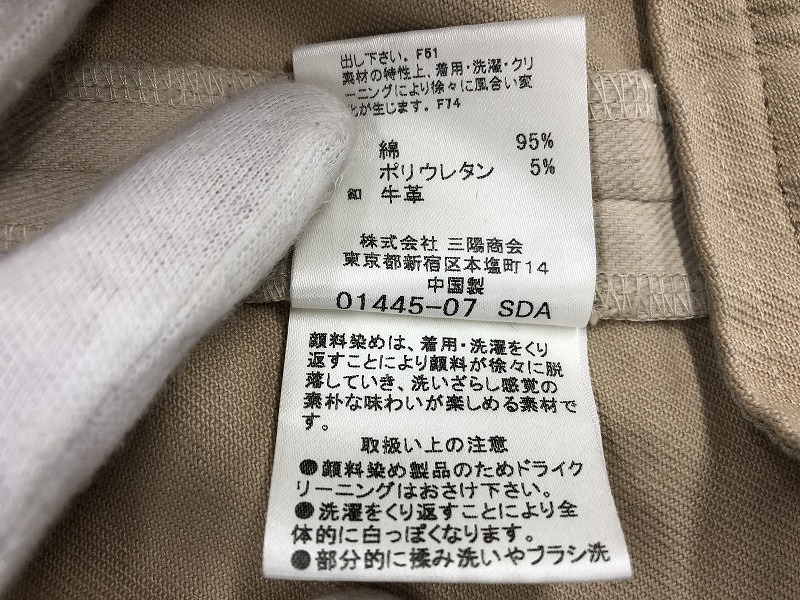 出し下さい。F51
素材の特性上、着用・洗濯・クリ
ーニングにより徐々に風合い変
化が生じます。F74
綿 95%
ポリウレタン 5%
釦 牛革
株式会社 三陽商会
東京都新宿区本塩町14
中国製
01445-07 SDA
顔料染めは、着用・洗濯をくり
返すことにより顔料が徐々に脱
落していき、洗いざらし感覚の
素朴な味わいが楽しめる素材で
す。
取扱い上の注意
●顔料染め製品のためドライク
リーニングはおさけ下さい。
●洗濯をくり返すことにより全
体的に白っぽくなります。
●部分的に揉み洗いやブラシ洗